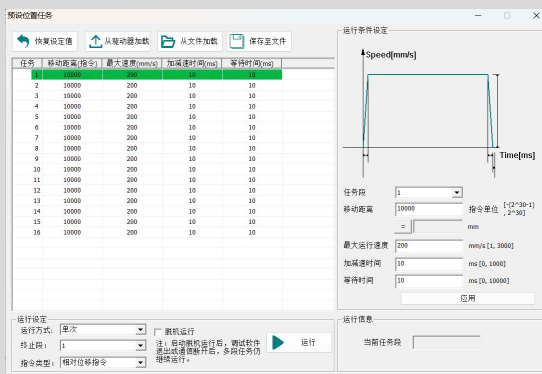 预设位置任务
恢复设定值 从驱动器加载 从文件加载 保存至文件
任务 移动距离(指令) 最大速度(mm/s) 加减速时间(ms) 等待时间(ms)
1 10000 200 10 10
2 10000 200 10 10
3 10000 200 10 10
4 10000 200 10 10
5 10000 200 10 10
6 10000 200 10 10
7 10000 200 10 10
8 10000 200 10 10
9 10000 200 10 10
10 10000 200 10 10
11 10000 200 10 10
12 10000 200 10 10
13 10000 200 10 10
14 10000 200 10 10
15 10000 200 10 10
16 10000 200 10 10
运行设定
运行方式: 单次
终止段: 1
指令类型: 相对位移指令
脱机运行
注: 启动脱机运行后, 调试软件
退出或通信断开后, 多段任务仍
继续运行。
运行
运行条件设定
Speed[mm/s]
Time[ms]
任务段 1
移动距离 10000 指令单位 [-(2^30-1)
, 2^30]
= mm
最大运行速度 200 mm/s [1, 3000]
加减速时间 10 ms [0, 1000]
等待时间 10 ms [0, 10000]
应用
运行信息
当前任务段